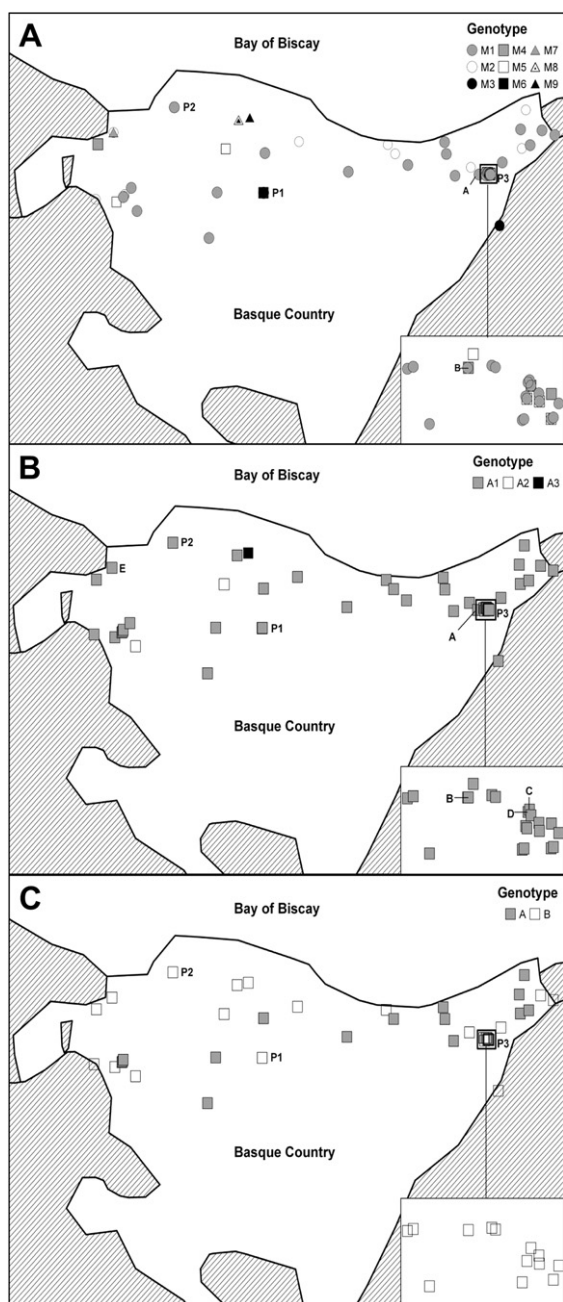 A
Bay of Biscay
Genotype
M1 M4 M7
M2 M5 M8
M3 M6 M9
P2
P1
A P3
Basque Country
B
B
Bay of Biscay
Genotype
A1 A2 A3
P2
E
P1
A P3
Basque Country
C
B
D
C
Bay of Biscay
Genotype
A B
P2
P1
P3
Basque Country